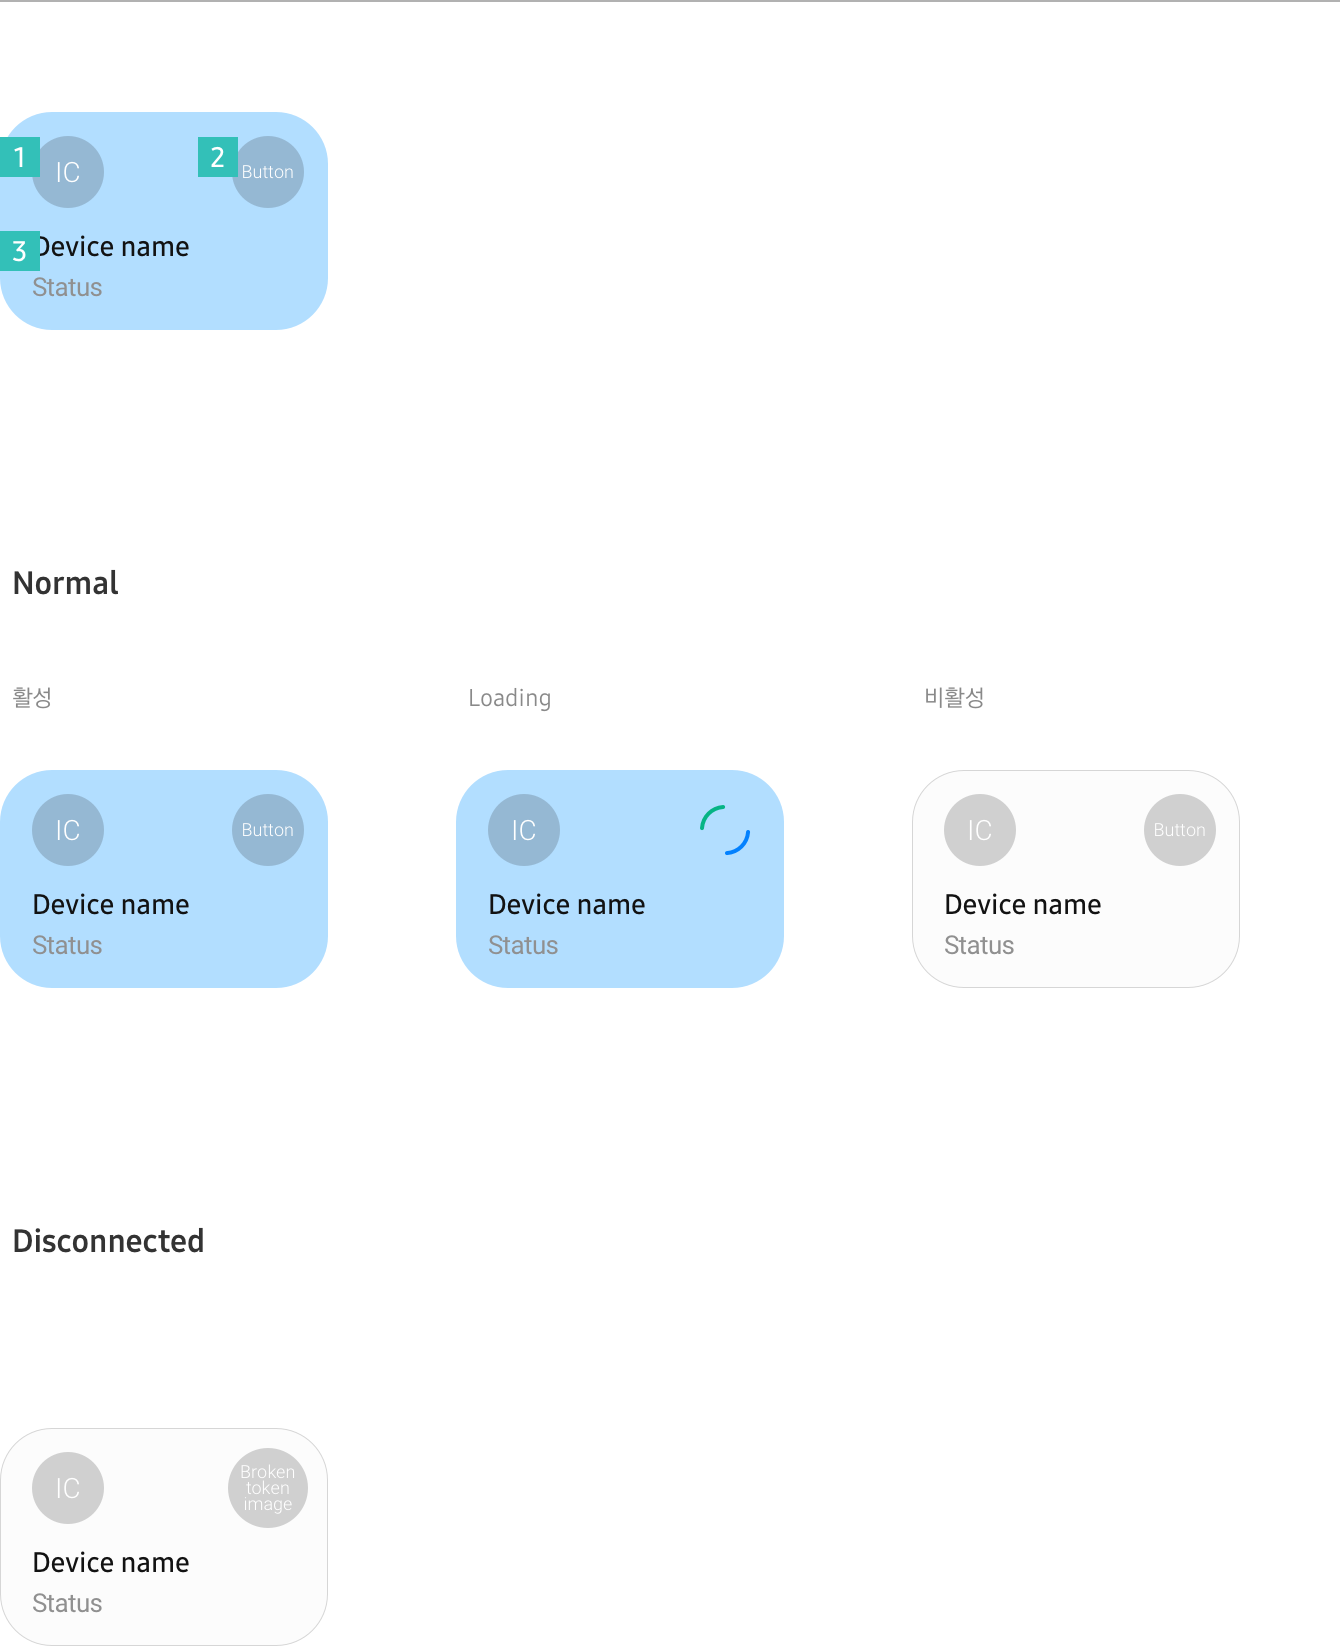 1
IC
2
Button
3
Device name
Status
Normal
활성
Loading
비활성
IC
Button
Device name
Status
IC
Device name
Status
IC
Button
Device name
Status
Disconnected
IC
Broken
token
image
Device name
Status